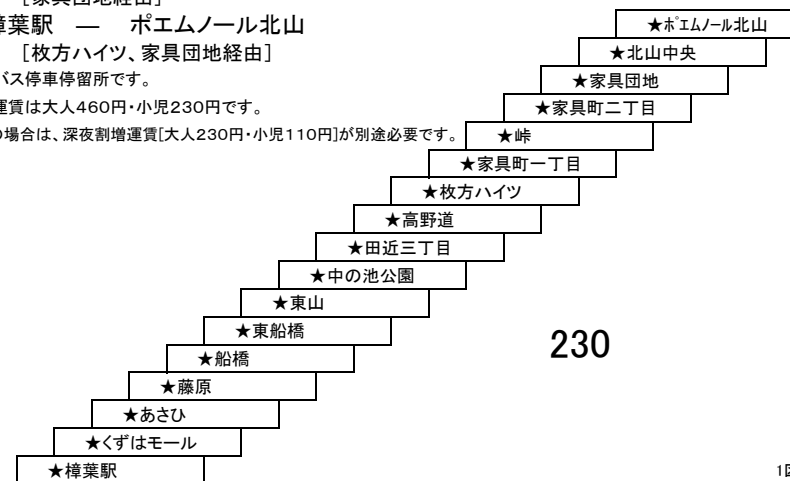 [家具団地経由]
樟葉駅 ― ポエムノール北山
[枚方ハイツ、家具団地経由]
バス停車停留所です。
運賃は大人460円・小児230円です。
の場合は、深夜割増運賃[大人230円・小児110円]が別途必要です。
★ポエムノール北山
★北山中央
★家具団地
★家具町二丁目
★峠
★家具町一丁目
★枚方ハイツ
★高野道
★田近三丁目
★中の池公園
★東山
★東船橋
★船橋
★藤原
★あさひ
★くずはモール
★樟葉駅
230